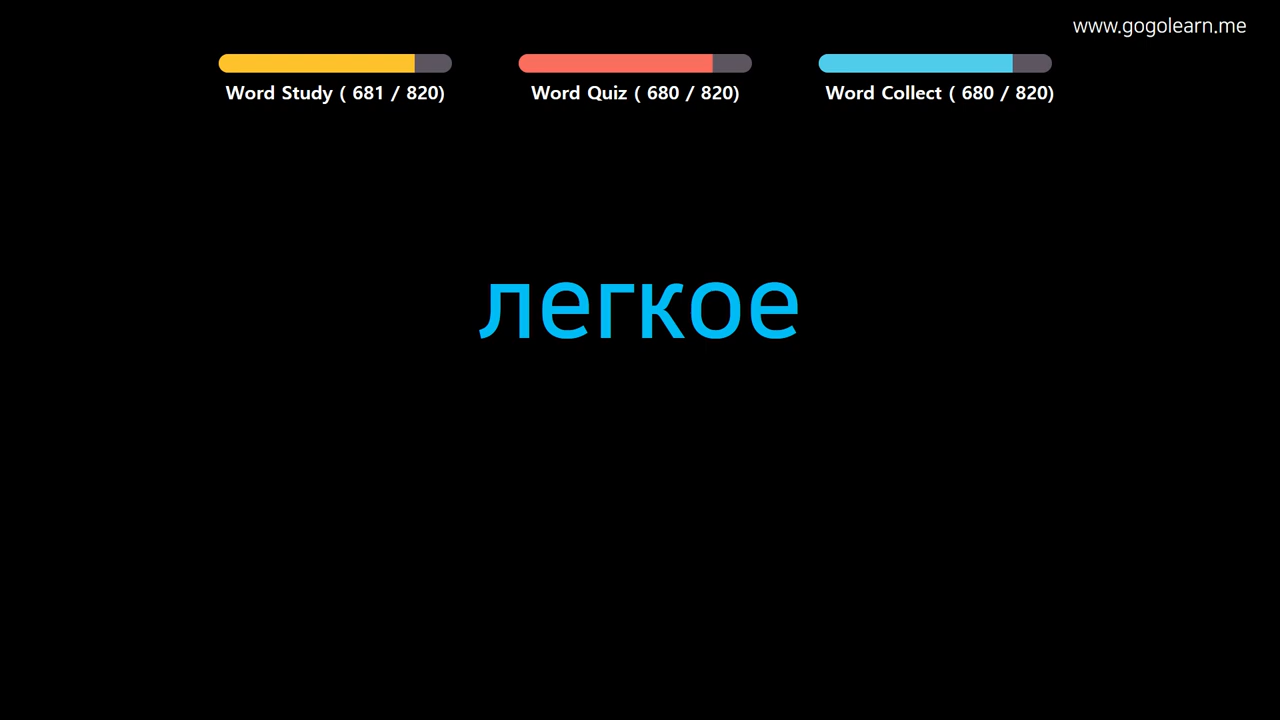 www.gogolearn.me
Word Study ( 681 / 820)
Word Quiz ( 680 / 820)
Word Collect ( 680 / 820)
легкое